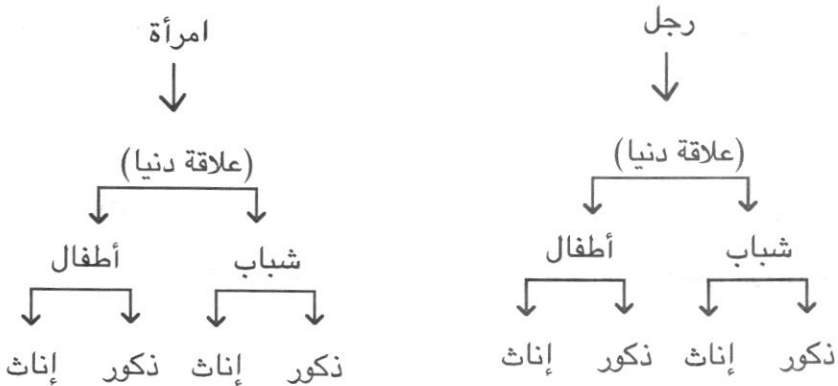 رجل
امرأة
(علاقة دنيا)
(علاقة دنيا)
شباب
أطفال
شباب
أطفال
ذكور
إناث
ذكور
إناث
ذكور
إناث
ذكور
إناث